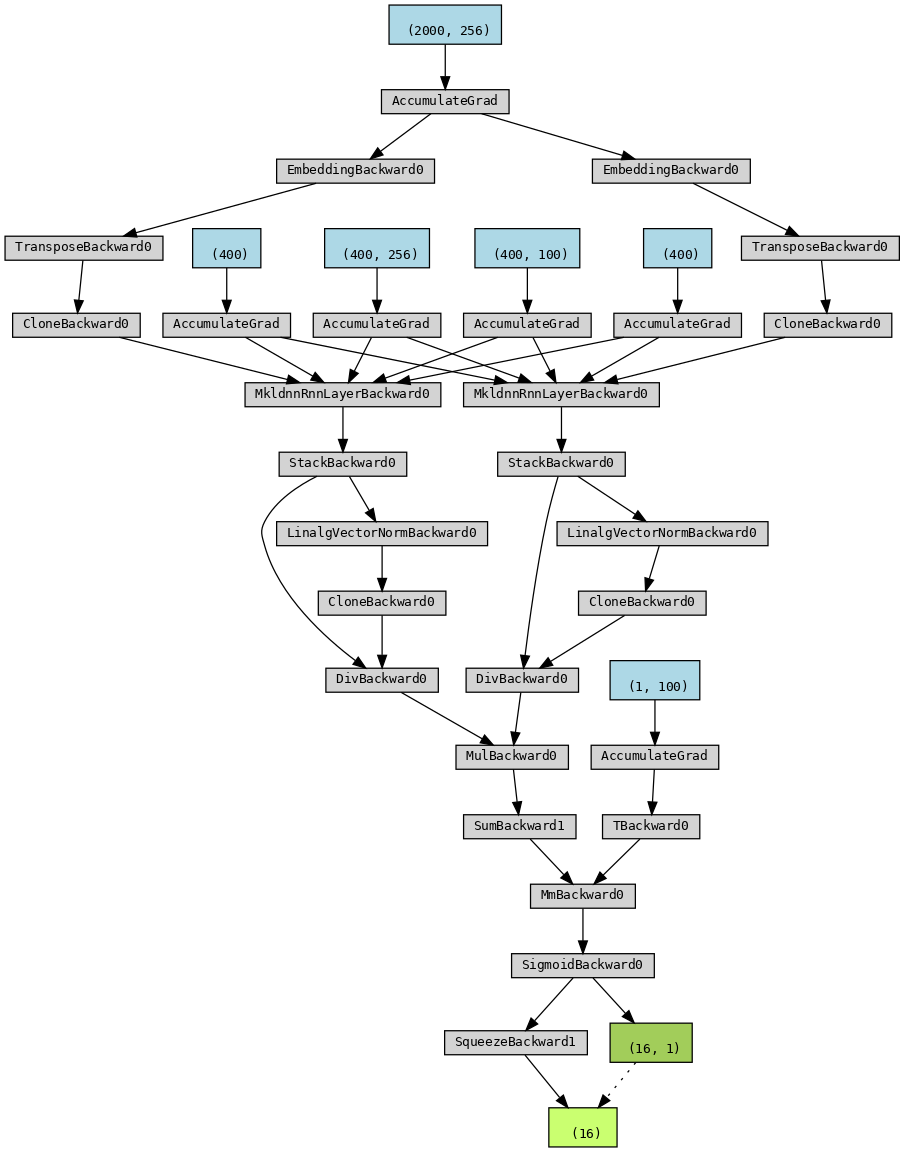 (2000, 256)
AccumulateGrad
EmbeddingBackward0
EmbeddingBackward0
TransposeBackward0
(400)
(400, 256)
(400, 100)
(400)
TransposeBackward0
CloneBackward0
AccumulateGrad
AccumulateGrad
AccumulateGrad
AccumulateGrad
CloneBackward0
MkldnnRnnLayerBackward0
MkldnnRnnLayerBackward0
StackBackward0
StackBackward0
LinalgVectorNormBackward0
LinalgVectorNormBackward0
CloneBackward0
CloneBackward0
DivBackward0
DivBackward0
(1, 100)
MulBackward0
AccumulateGrad
SumBackward1
TBackward0
MmBackward0
SigmoidBackward0
SqueezeBackward1
(16, 1)
(16)